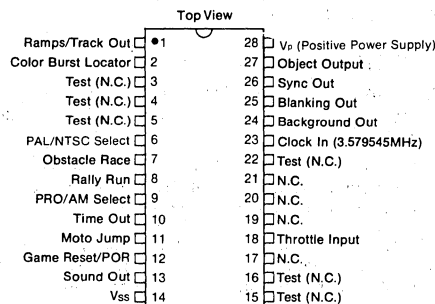 Top View
Ramps/Track Out 1 28 Vp (Positive Power Supply)
Color Burst Locator 2 27 Object Output
Test (N.C.) 3 26 Sync Out
Test (N.C.) 4 25 Blanking Out
Test (N.C.) 5 24 Background Out
PAL/NTSC Select 6 23 Clock In (3.579545MHz)
Obstacle Race 7 22 Test (N.C.)
Rally Run 8 21 N.C.
PRO/AM Select 9 20 N.C.
Time Out 10 19 N.C.
Moto Jump 11 18 Throttle Input
Game Reset/POR 12 17 N.C.
Sound Out 13 16 Test (N.C.)
Vss 14 15 Test (N.C.)